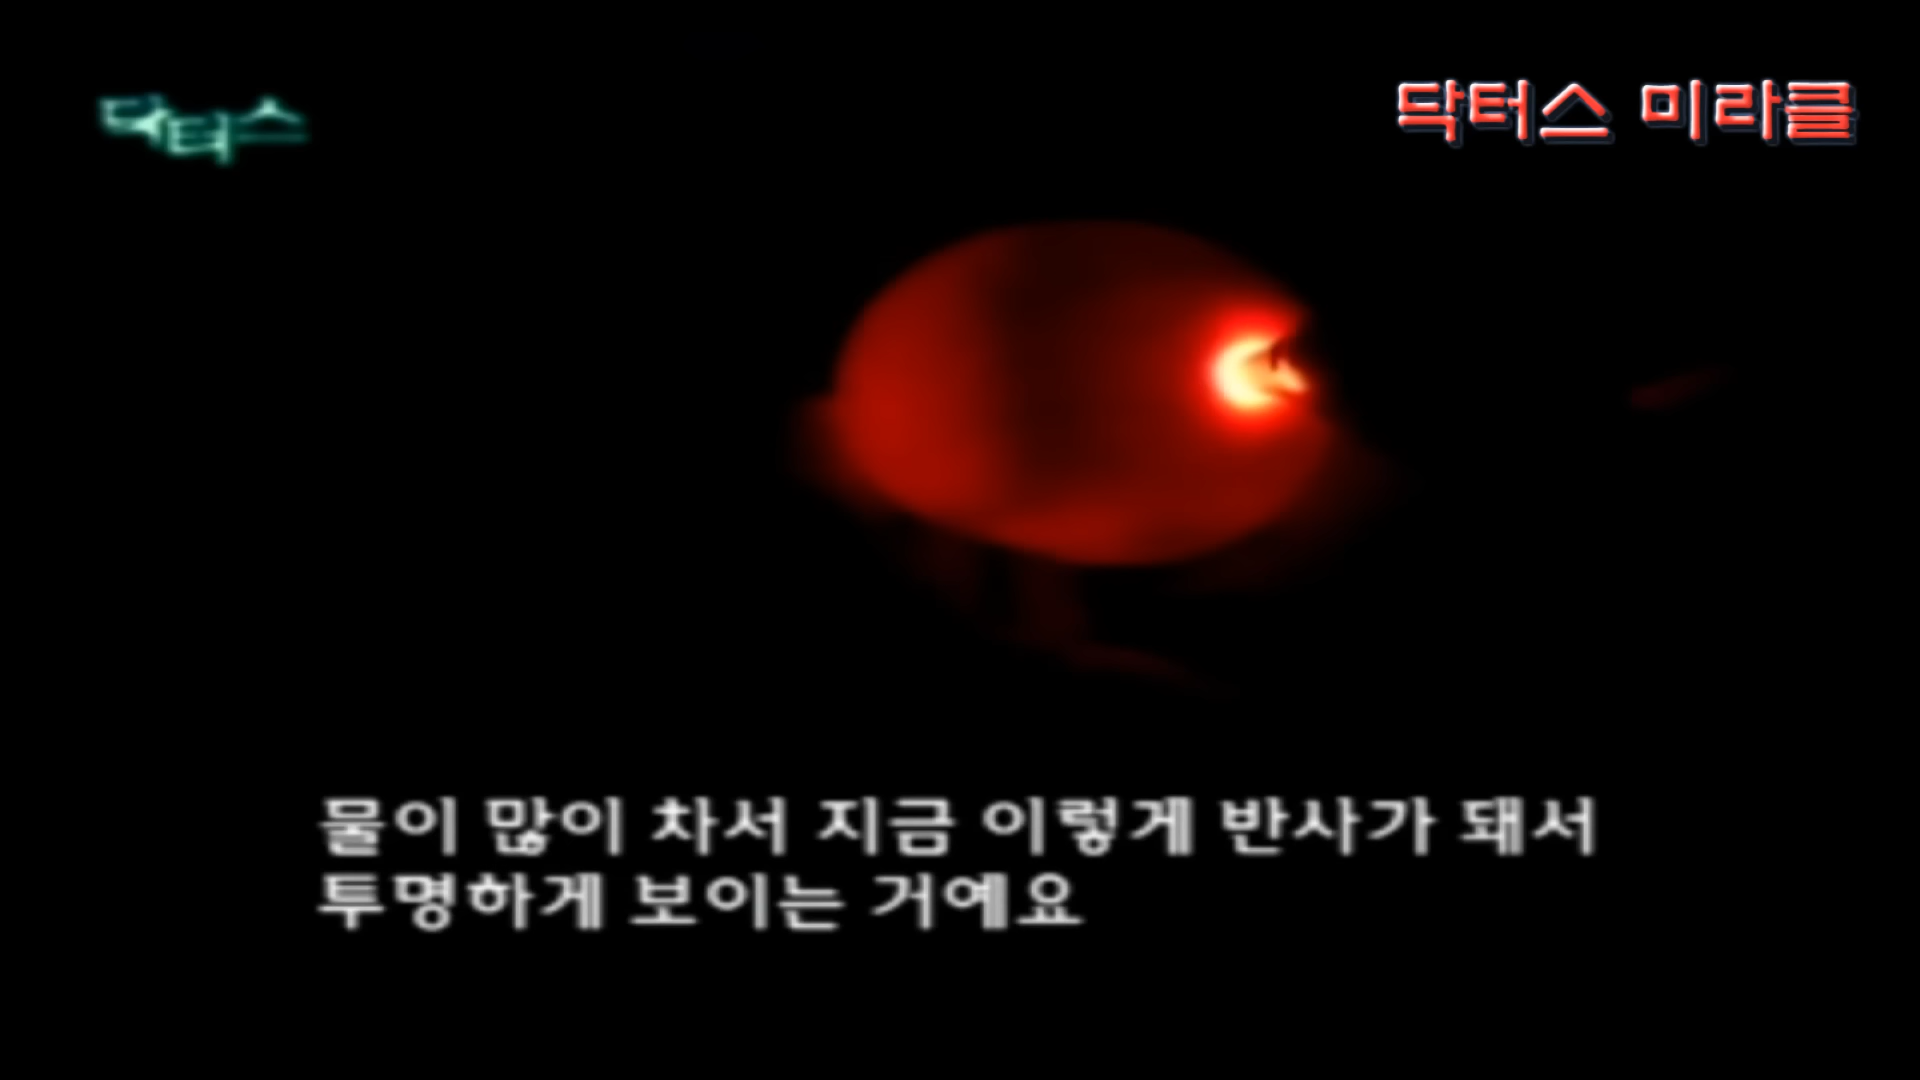 닥터스
닥터스 미라클
물이 많이 차서 지금 이렇게 반사가 돼서
투명하게 보이는 거예요